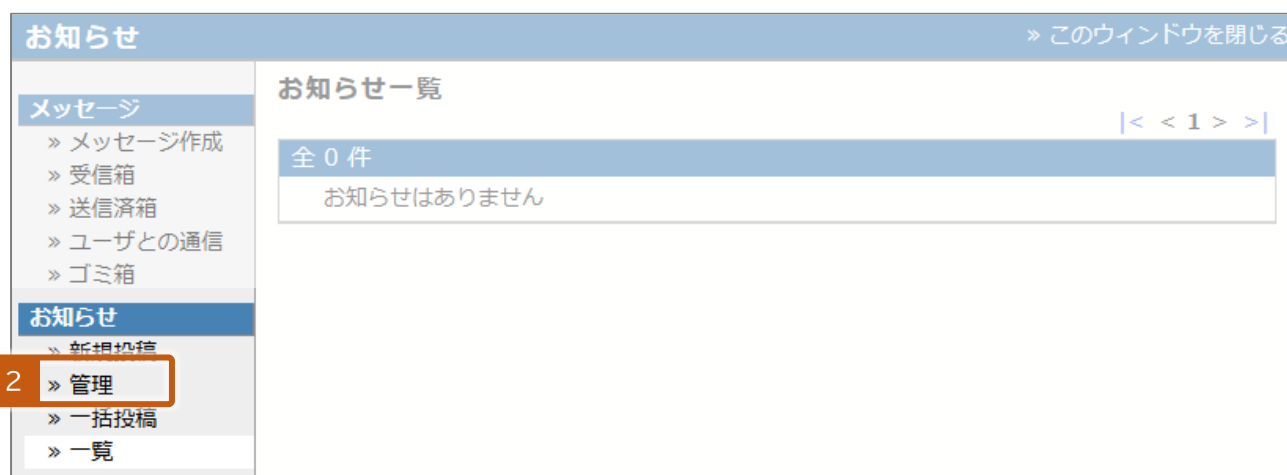 お知らせ
» このウィンドウを閉じる
メッセージ
» メッセージ作成
» 受信箱
» 送信済箱
» ユーザとの通信
» ゴミ箱
お知らせ
» 新規投稿
2 » 管理
» 一括投稿
» 一覧
お知らせ一覧
|< < 1 > >|
全 0 件
お知らせはありません